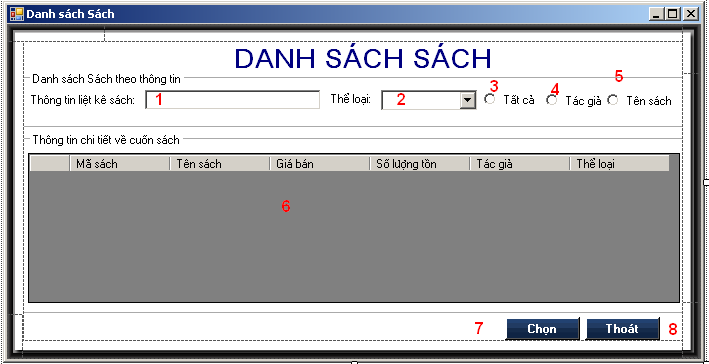 Danh sách Sách
DANH SÁCH SÁCH
Danh sách Sách theo thông tin
Thông tin liệt kê sách: 1 Thể loại: 2 3 Tất cả 4 Tác giả 5 Tên sách
Thông tin chi tiết về cuốn sách
Mã sách Tên sách Giá bán Số lượng tồn Tác giả Thể loại
6
7 Chọn Thoát 8